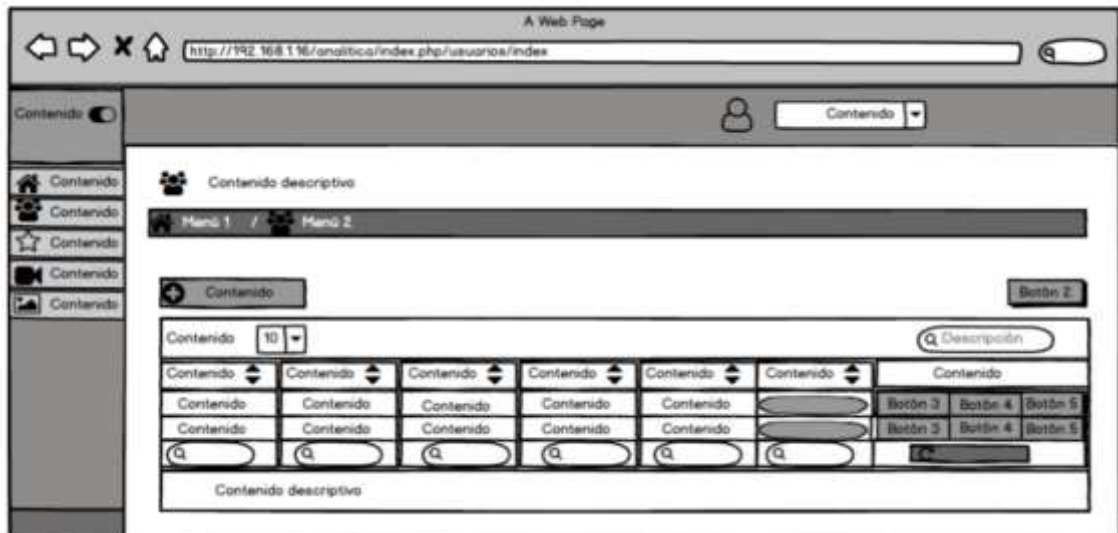 A Web Page
http://192.168.1.16/analitica/index.php/usuarios/index
Contenido
Contenido
Contenido
Contenido descriptivo
Contenido
Menú 1 / Menú 2
Contenido
Contenido
Contenido
Contenido
Botón 2
Contenido 10 Descripción
Contenido Contenido Contenido Contenido Contenido Contenido Contenido
Contenido Contenido Contenido Contenido Contenido Botón 3 Botón 4 Botón 5
Contenido Contenido Contenido Contenido Contenido Botón 3 Botón 4 Botón 5
Contenido descriptivo